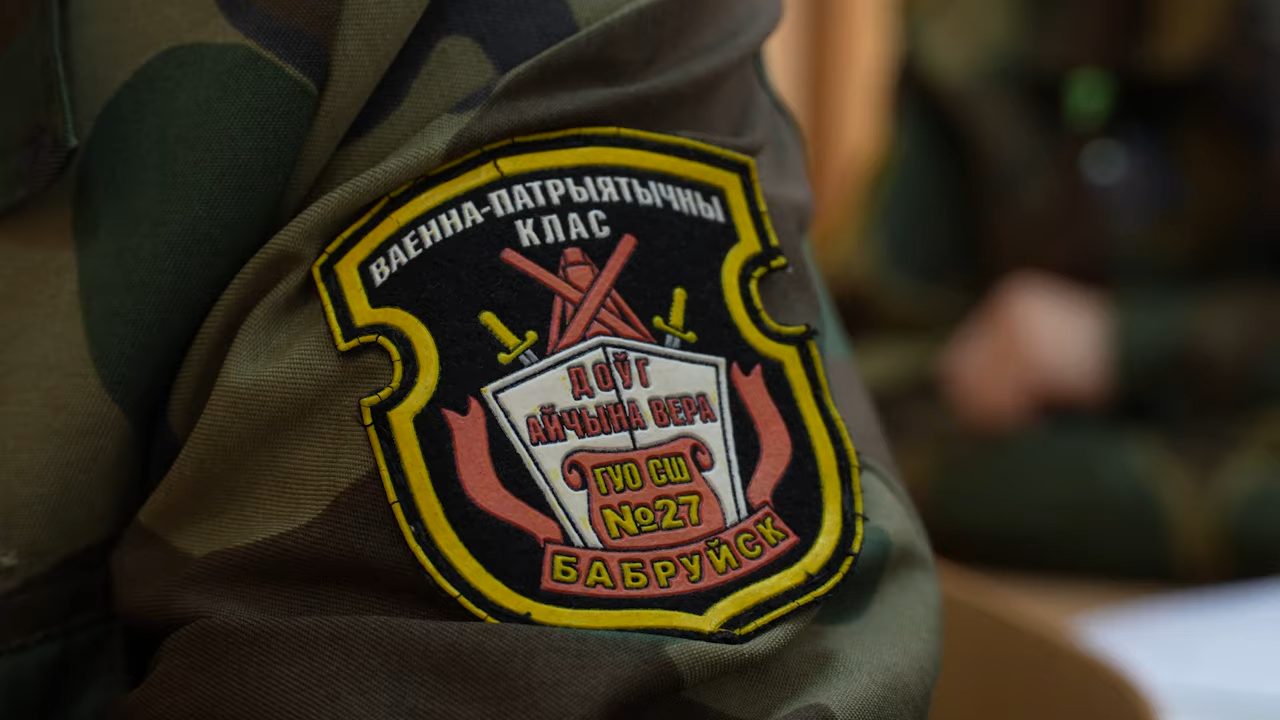 ВАЕННА-ПАТРЫЯТЫЧНЫ
КЛАС
ДОЎГ
АЙЧЫНА ВЕРА
ГУО СШ
№27
БАБРУЙСК